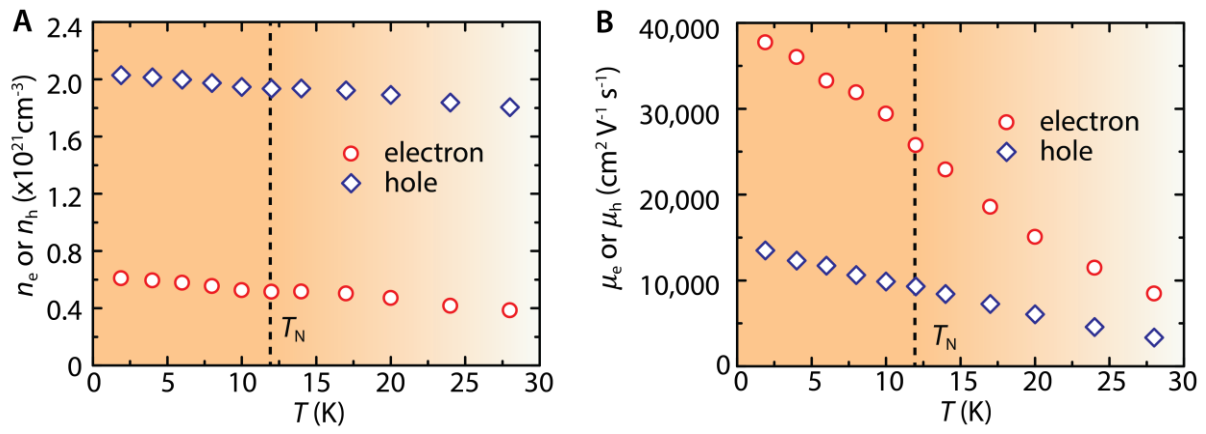 A
2.4
2.0
1.6
1.2
0.8
0.4
0
nₑ or nₕ (x10²¹cm⁻³)
electron
hole
T_N
0 5 10 15 20 25 30
T (K)
B
40,000
30,000
20,000
10,000
0
μₑ or μₕ (cm² V⁻¹ s⁻¹)
electron
hole
T_N
0 5 10 15 20 25 30
T (K)